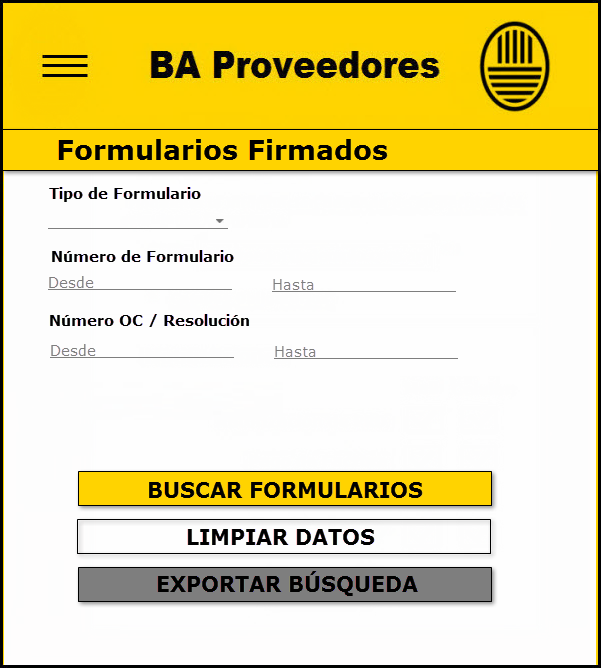 BA Proveedores
Formularios Firmados
Tipo de Formulario
Número de Formulario
Desde Hasta
Número OC / Resolución
Desde Hasta
BUSCAR FORMULARIOS
LIMPIAR DATOS
EXPORTAR BÚSQUEDA